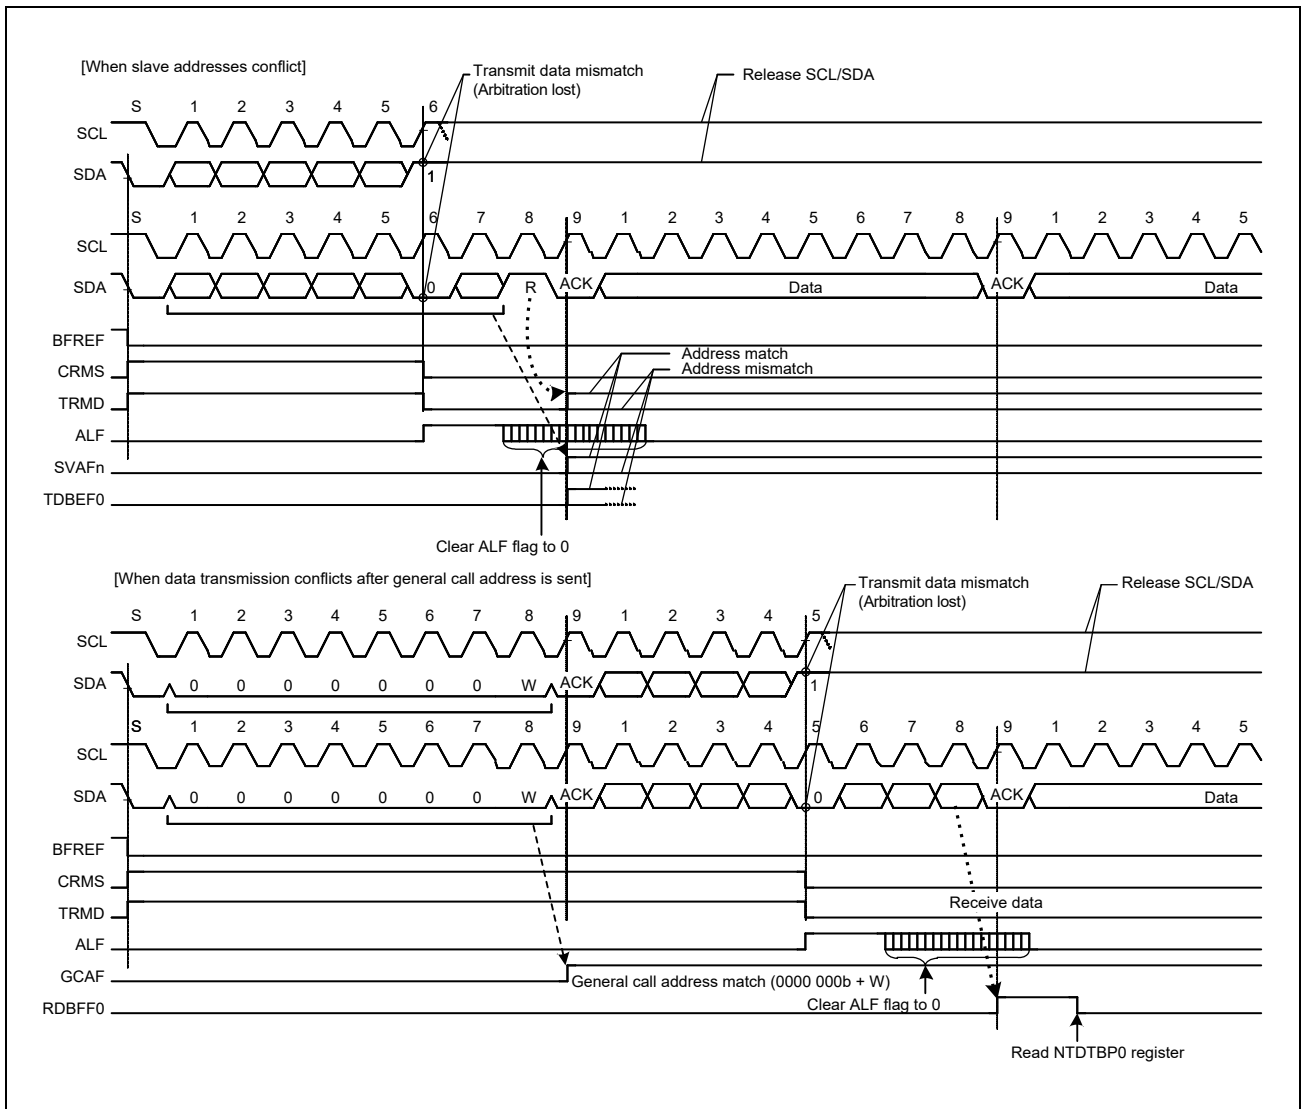 [When slave addresses conflict]
Transmit data mismatch
(Arbitration lost)
Release SCL/SDA
S 1 2 3 4 5 6
SCL
SDA 1
S 1 2 3 4 5 6 7 8 9 1 2 3 4 5 6 7 8 9 1 2 3 4 5
SCL
SDA 0 R ACK Data ACK Data
BFREF
CRMS
TRMD
ALF
SVAFn
TDBEF0
Address match
Address mismatch
Clear ALF flag to 0
[When data transmission conflicts after general call address is sent]
Transmit data mismatch
(Arbitration lost)
Release SCL/SDA
S 1 2 3 4 5 6 7 8 9 1 2 3 4 5
SCL
SDA 0 0 0 0 0 0 0 W ACK 1
S 1 2 3 4 5 6 7 8 9 1 2 3 4 5 6 7 8 9 1 2 3 4 5
SCL
SDA 0 0 0 0 0 0 0 W ACK 0 ACK Data
BFREF
CRMS
TRMD
Receive data
ALF
GCAF
General call address match (0000 000b + W)
Clear ALF flag to 0
RDBFF0
Read NTDTBP0 register